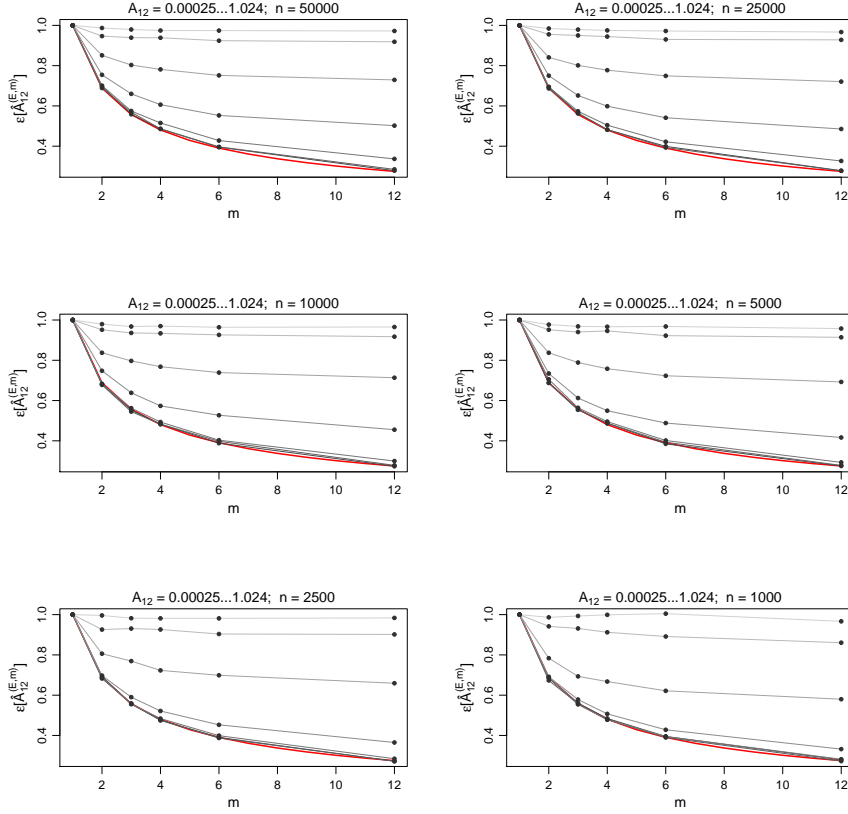 A12 = 0.00025...1.024; n = 50000
ε[Â12^(E,m)]
1.0
0.8
0.6
0.4
2 4 6 8 10 12
m
A12 = 0.00025...1.024; n = 25000
ε[Â12^(E,m)]
1.0
0.8
0.6
0.4
2 4 6 8 10 12
m
A12 = 0.00025...1.024; n = 10000
ε[Â12^(E,m)]
1.0
0.8
0.6
0.4
2 4 6 8 10 12
m
A12 = 0.00025...1.024; n = 5000
ε[Â12^(E,m)]
1.0
0.8
0.6
0.4
2 4 6 8 10 12
m
A12 = 0.00025...1.024; n = 2500
ε[Â12^(E,m)]
1.0
0.8
0.6
0.4
2 4 6 8 10 12
m
A12 = 0.00025...1.024; n = 1000
ε[Â12^(E,m)]
1.0
0.8
0.6
0.4
2 4 6 8 10 12
m